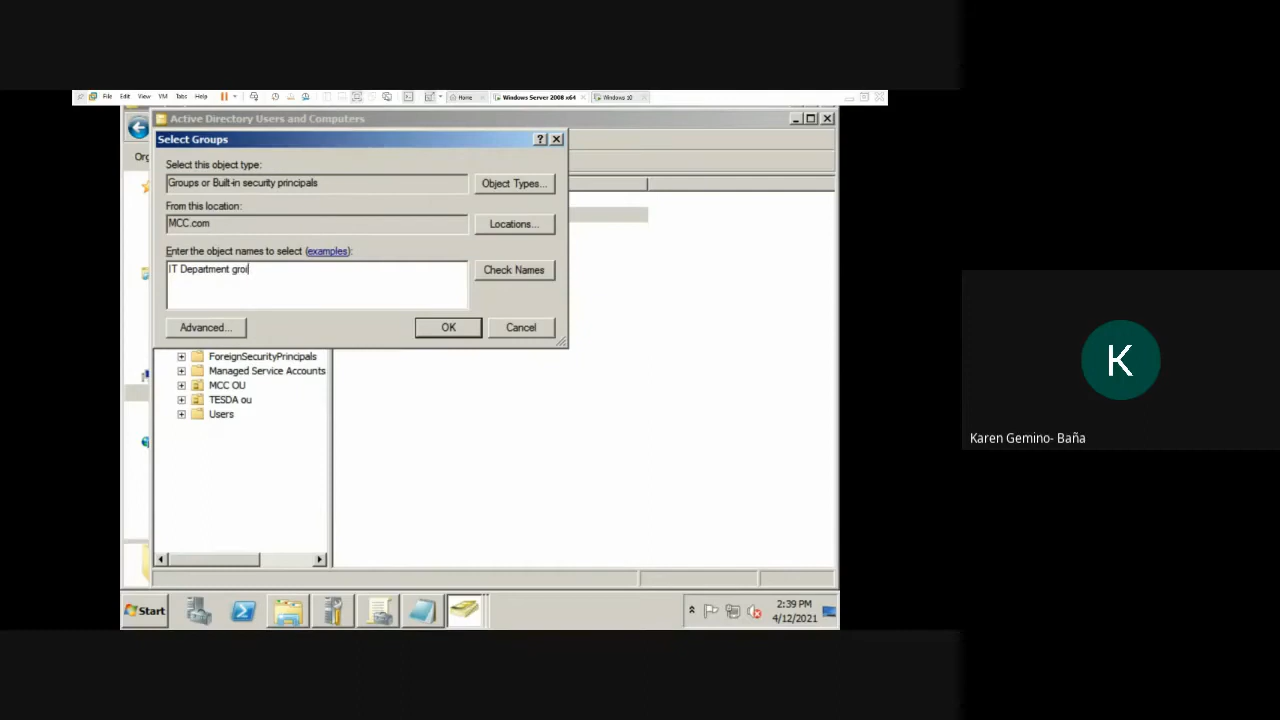 File Edit View VM Tabs Help Home Windows Server 2008 x64 Windows 10
Active Directory Users and Computers
Select Groups
Org
Select this object type:
Groups or Built-in security principals
Object Types...
From this location:
MCC.com
Locations...
Enter the object names to select (examples):
IT Department grou
Check Names
Advanced...
OK
Cancel
ForeignSecurityPrincipals
Managed Service Accounts
MCC OU
TESDA ou
Users
Start
2:39 PM
4/12/2021
K
Karen Gemino- Baña